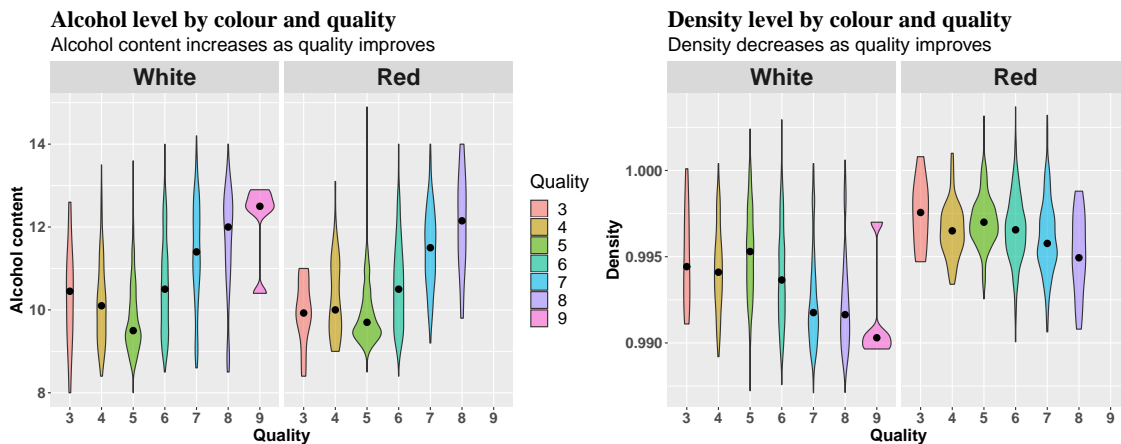 Alcohol level by colour and quality
Alcohol content increases as quality improves
White Red
14
12
10
8
Alcohol content
3 4 5 6 7 8 9 3 4 5 6 7 8 9
Quality
Quality
3
4
5
6
7
8
9
Density level by colour and quality
Density decreases as quality improves
White Red
1.000
0.995
0.990
Density
3 4 5 6 7 8 9 3 4 5 6 7 8 9
Quality